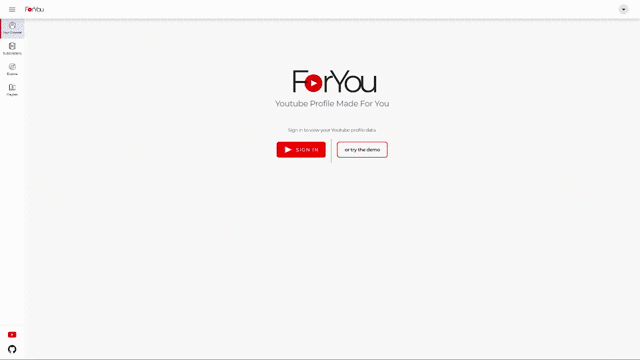 ForYou
Your Channel
Subscriptions
Explore
ForYou
Youtube Profile Made For You
Sign in to view your Youtube profile data
SIGN IN
or try the demo